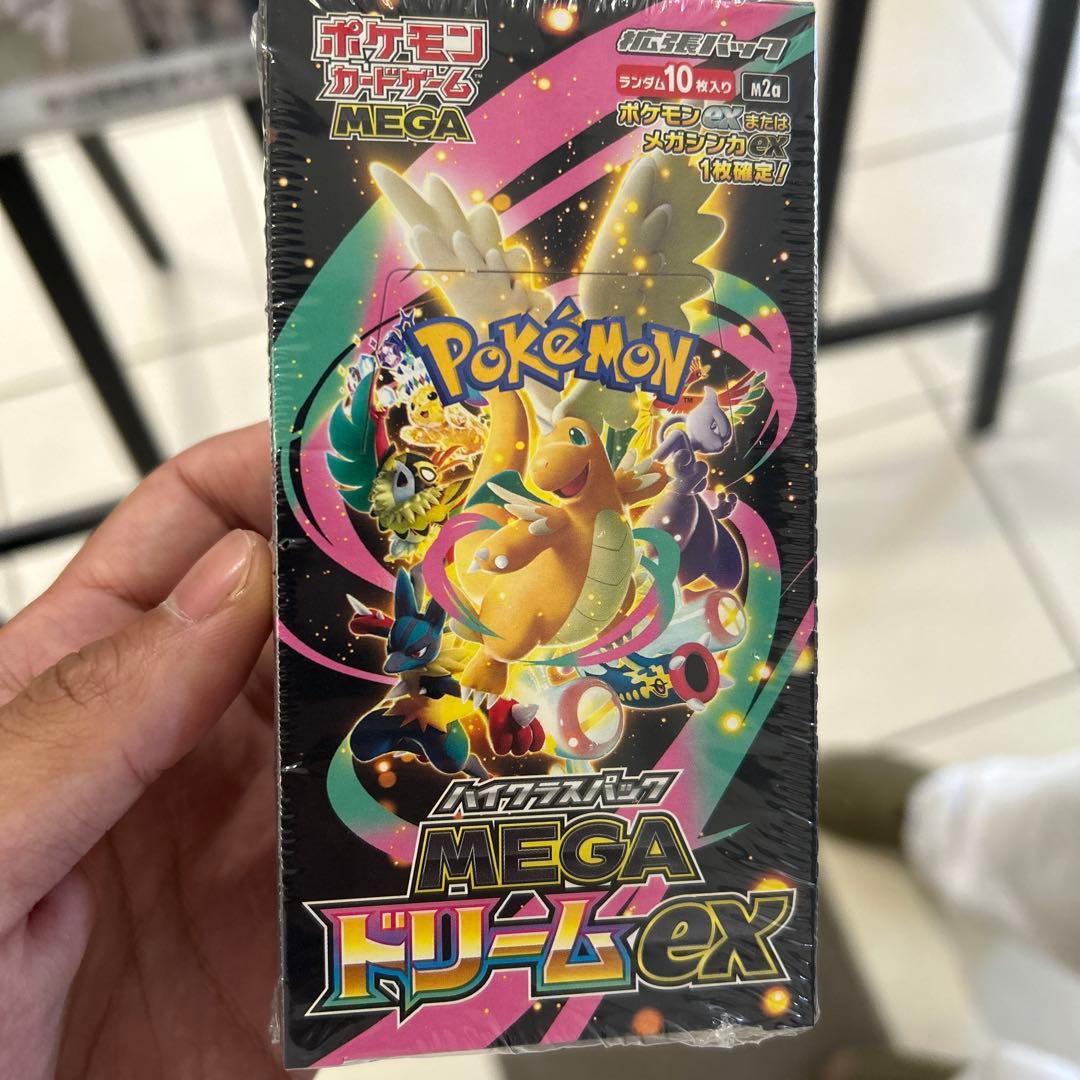 ポケモン
カードゲーム™
MEGA
拡張パック
ランダム10枚入り M2a
ポケモンexまたは
メガシンカex
1枚確定!
POKéMON™
ハイクラスパック
MEGA
ドリームex